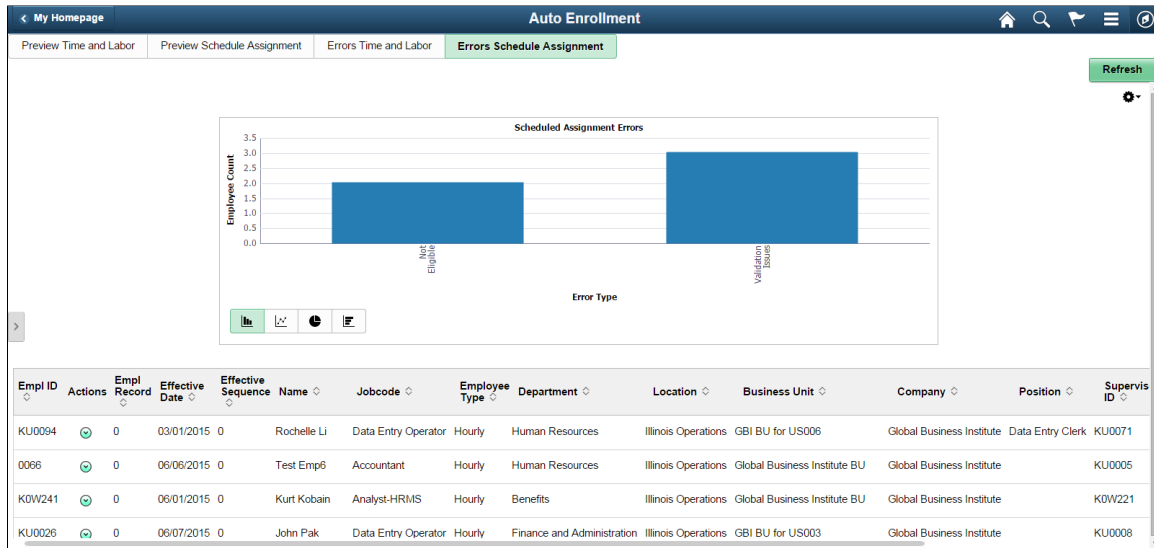 My Homepage
Auto Enrollment
Preview Time and Labor
Preview Schedule Assignment
Errors Time and Labor
Errors Schedule Assignment
Refresh
Scheduled Assignment Errors
Employee Count
3.5
3.0
2.5
2.0
1.5
1.0
0.5
0.0
Not
Eligible
Validation
Issues
Error Type
Empl ID Actions Empl Record Effective Date Effective Sequence Name Jobcode Employee Type Department Location Business Unit Company Position Supervis ID
KU0094 0 03/01/2015 0 Rochelle Li Data Entry Operator Hourly Human Resources Illinois Operations GBI BU for US006 Global Business Institute Data Entry Clerk KU0071
0066 0 06/06/2015 0 Test Emp6 Accountant Hourly Human Resources Illinois Operations Global Business Institute BU Global Business Institute KU0005
K0W241 0 06/01/2015 0 Kurt Kobain Analyst-HRMS Hourly Benefits Illinois Operations Global Business Institute BU Global Business Institute K0W221
KU0026 0 06/07/2015 0 John Pak Data Entry Operator Hourly Finance and Administration Illinois Operations GBI BU for US003 Global Business Institute KU0008